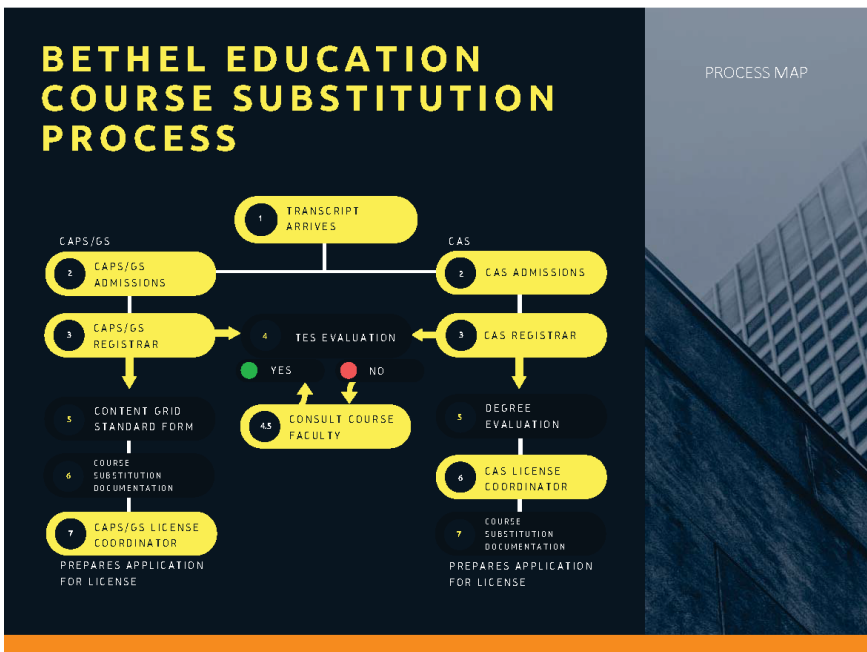 BETHEL EDUCATION
COURSE SUBSTITUTION
PROCESS
PROCESS MAP
1 TRANSCRIPT
ARRIVES
CAPS/GS
2 CAPS/GS
ADMISSIONS
3 CAPS/GS
REGISTRAR
CAS
2 CAS ADMISSIONS
3 CAS REGISTRAR
4 TES EVALUATION
YES
NO
4.5 CONSULT COURSE
FACULTY
5 CONTENT GRID
STANDARD FORM
6 COURSE
SUBSTITUTION
DOCUMENTATION
7 CAPS/GS LICENSE
COORDINATOR
PREPARES APPLICATION
FOR LICENSE
5 DEGREE
EVALUATION
6 CAS LICENSE
COORDINATOR
7 COURSE
SUBSTITUTION
DOCUMENTATION
PREPARES APPLICATION
FOR LICENSE